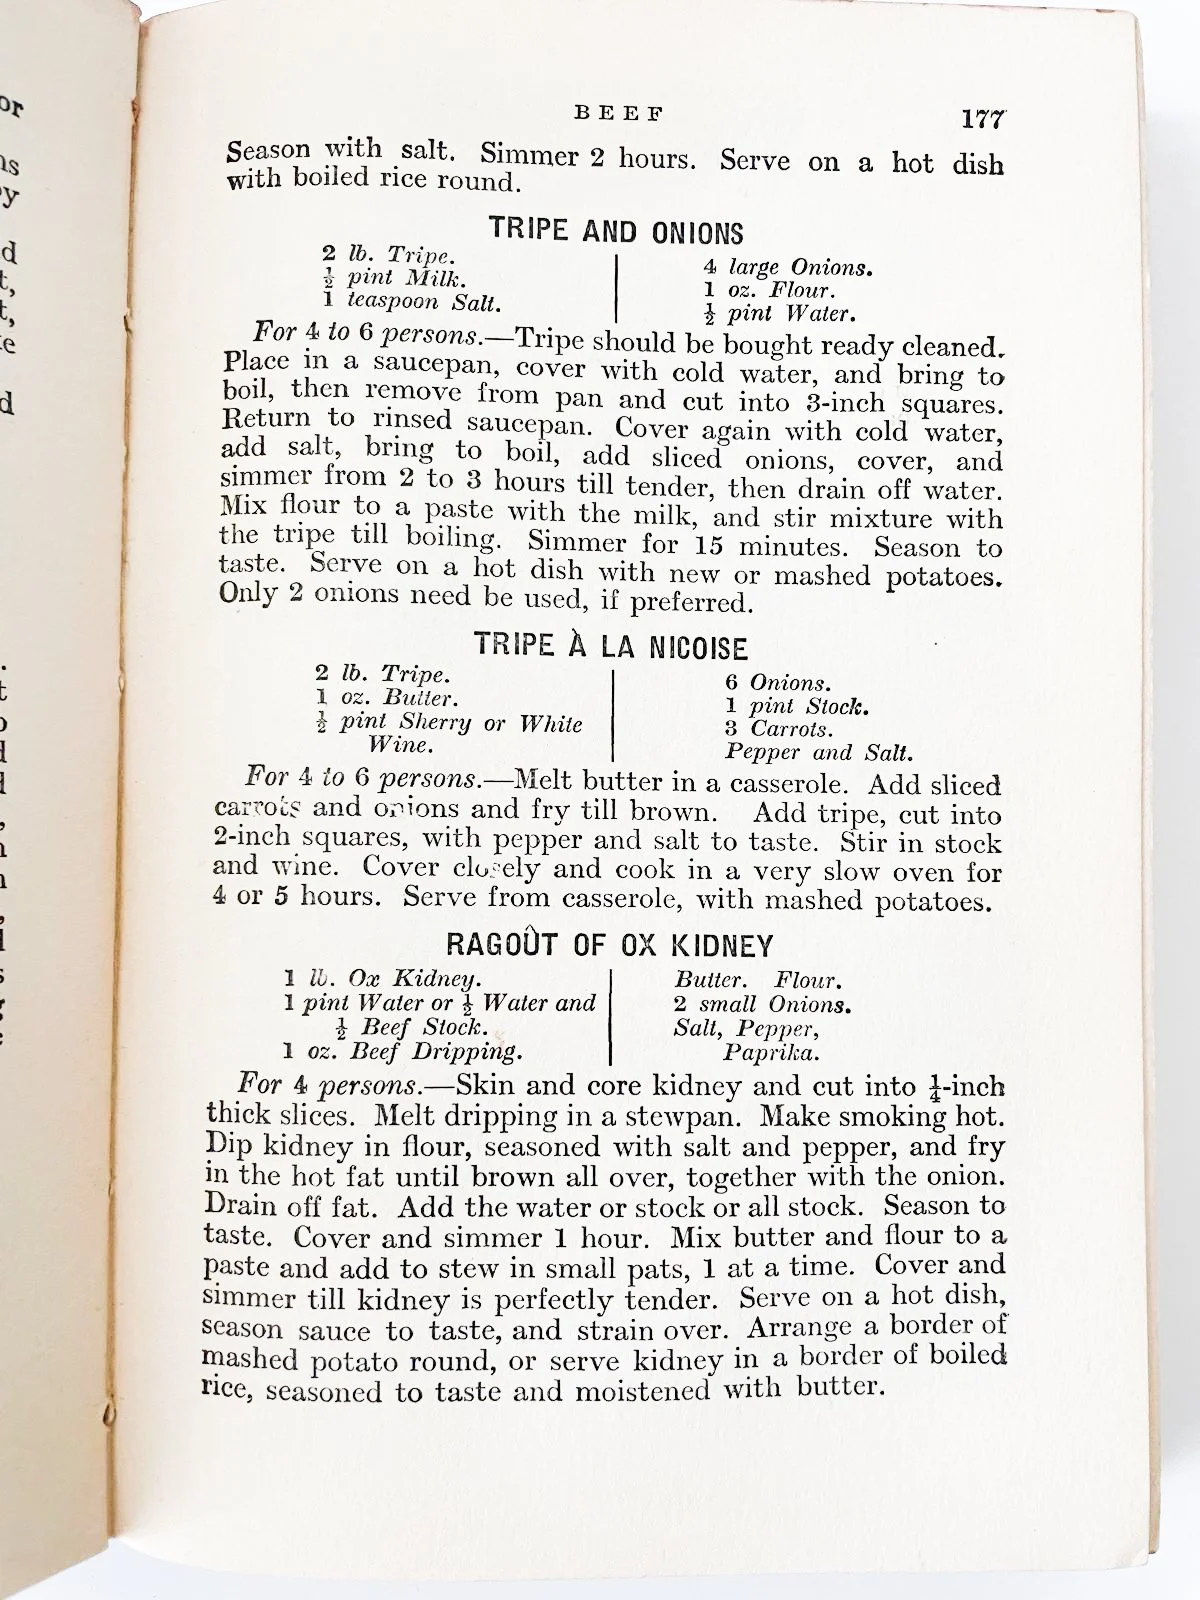 BEEF 177
Season with salt. Simmer 2 hours. Serve on a hot dish
with boiled rice round.
TRIPE AND ONIONS
2 lb. Tripe.
½ pint Milk.
1 teaspoon Salt.
4 large Onions.
1 oz. Flour.
½ pint Water.
For 4 to 6 persons.—Tripe should be bought ready cleaned.
Place in a saucepan, cover with cold water, and bring to
boil, then remove from pan and cut into 3-inch squares.
Return to rinsed saucepan. Cover again with cold water,
add salt, bring to boil, add sliced onions, cover, and
simmer from 2 to 3 hours till tender, then drain off water.
Mix flour to a paste with the milk, and stir mixture with
the tripe till boiling. Simmer for 15 minutes. Season to
taste. Serve on a hot dish with new or mashed potatoes.
Only 2 onions need be used, if preferred.
TRIPE À LA NICOISE
2 lb. Tripe.
1 oz. Butter.
½ pint Sherry or White
Wine.
6 Onions.
1 pint Stock.
3 Carrots.
Pepper and Salt.
For 4 to 6 persons.—Melt butter in a casserole. Add sliced
carrots and onions and fry till brown. Add tripe, cut into
2-inch squares, with pepper and salt to taste. Stir in stock
and wine. Cover closely and cook in a very slow oven for
4 or 5 hours. Serve from casserole, with mashed potatoes.
RAGOÛT OF OX KIDNEY
1 lb. Ox Kidney.
1 pint Water or ½ Water and
½ Beef Stock.
1 oz. Beef Dripping.
Butter. Flour.
2 small Onions.
Salt, Pepper,
Paprika.
For 4 persons.—Skin and core kidney and cut into ¼-inch
thick slices. Melt dripping in a stewpan. Make smoking hot.
Dip kidney in flour, seasoned with salt and pepper, and fry
in the hot fat until brown all over, together with the onion.
Drain off fat. Add the water or stock or all stock. Season to
taste. Cover and simmer 1 hour. Mix butter and flour to a
paste and add to stew in small pats, 1 at a time. Cover and
simmer till kidney is perfectly tender. Serve on a hot dish,
season sauce to taste, and strain over. Arrange a border of
mashed potato round, or serve kidney in a border of boiled
rice, seasoned to taste and moistened with butter.